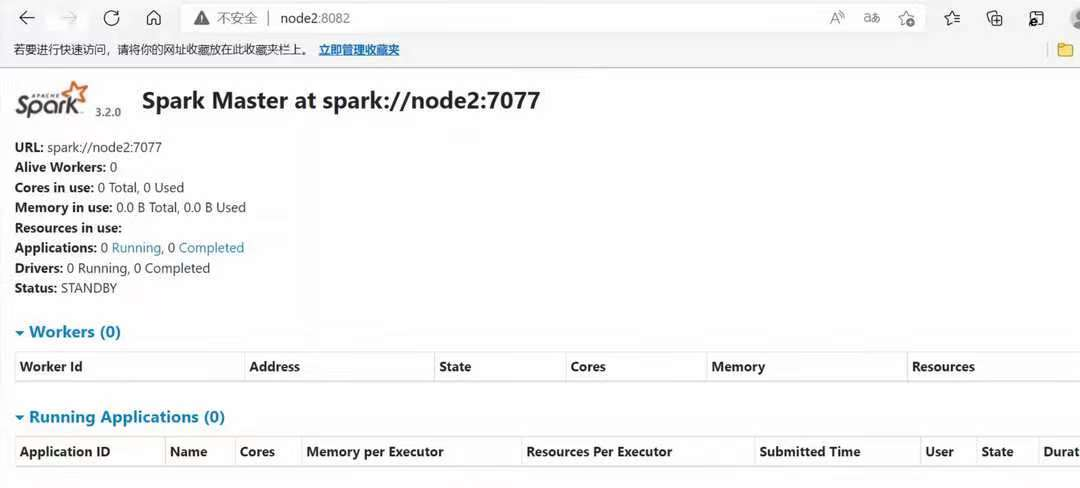 不安全 node2:8082
若要进行快速访问，请将你的网址收藏放在此收藏夹栏上。 立即管理收藏夹
APACHE
Spark 3.2.0 Spark Master at spark://node2:7077
URL: spark://node2:7077
Alive Workers: 0
Cores in use: 0 Total, 0 Used
Memory in use: 0.0 B Total, 0.0 B Used
Resources in use:
Applications: 0 Running, 0 Completed
Drivers: 0 Running, 0 Completed
Status: STANDBY
Workers (0)
Worker Id Address State Cores Memory Resources
Running Applications (0)
Application ID Name Cores Memory per Executor Resources Per Executor Submitted Time User State Durat